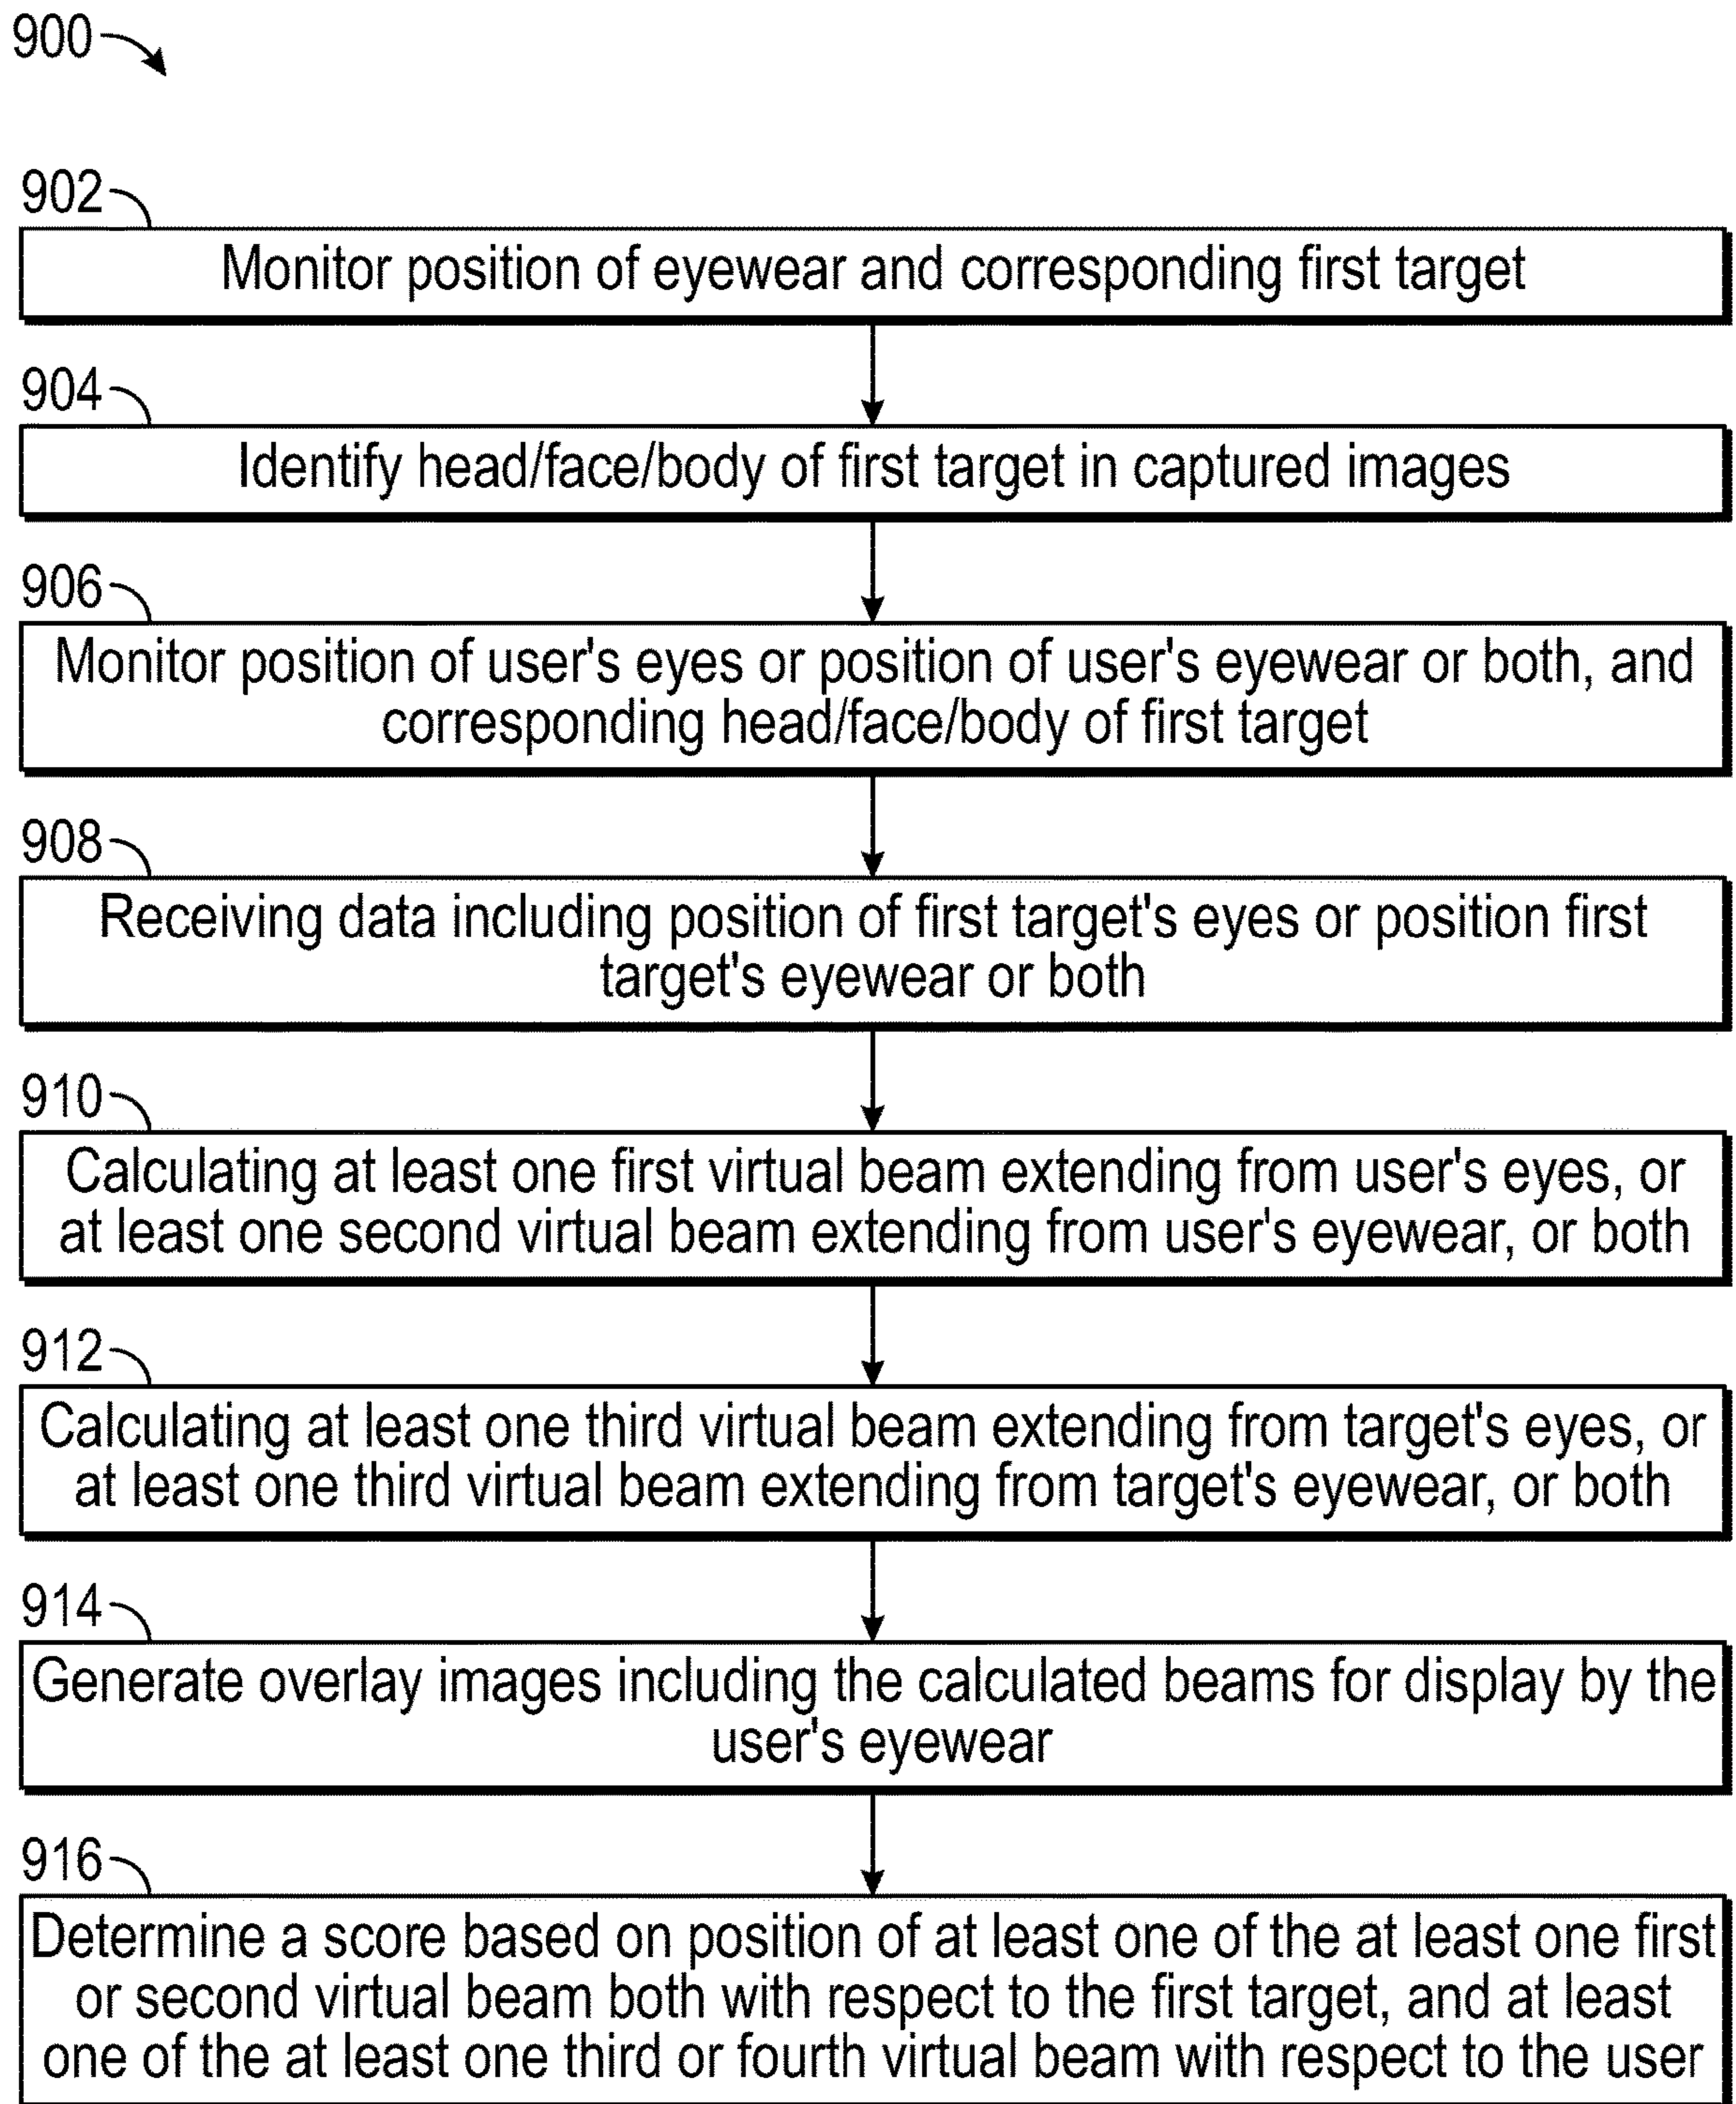 900
902
Monitor position of eyewear and corresponding first target
904
Identify head/face/body of first target in captured images
906
Monitor position of user's eyes or position of user's eyewear or both, and
corresponding head/face/body of first target
908
Receiving data including position of first target's eyes or position first
target's eyewear or both
910
Calculating at least one first virtual beam extending from user's eyes, or
at least one second virtual beam extending from user's eyewear, or both
912
Calculating at least one third virtual beam extending from target's eyes, or
at least one third virtual beam extending from target's eyewear, or both
914
Generate overlay images including the calculated beams for display by the
user's eyewear
916
Determine a score based on position of at least one of the at least one first
or second virtual beam both with respect to the first target, and at least
one of the at least one third or fourth virtual beam with respect to the user